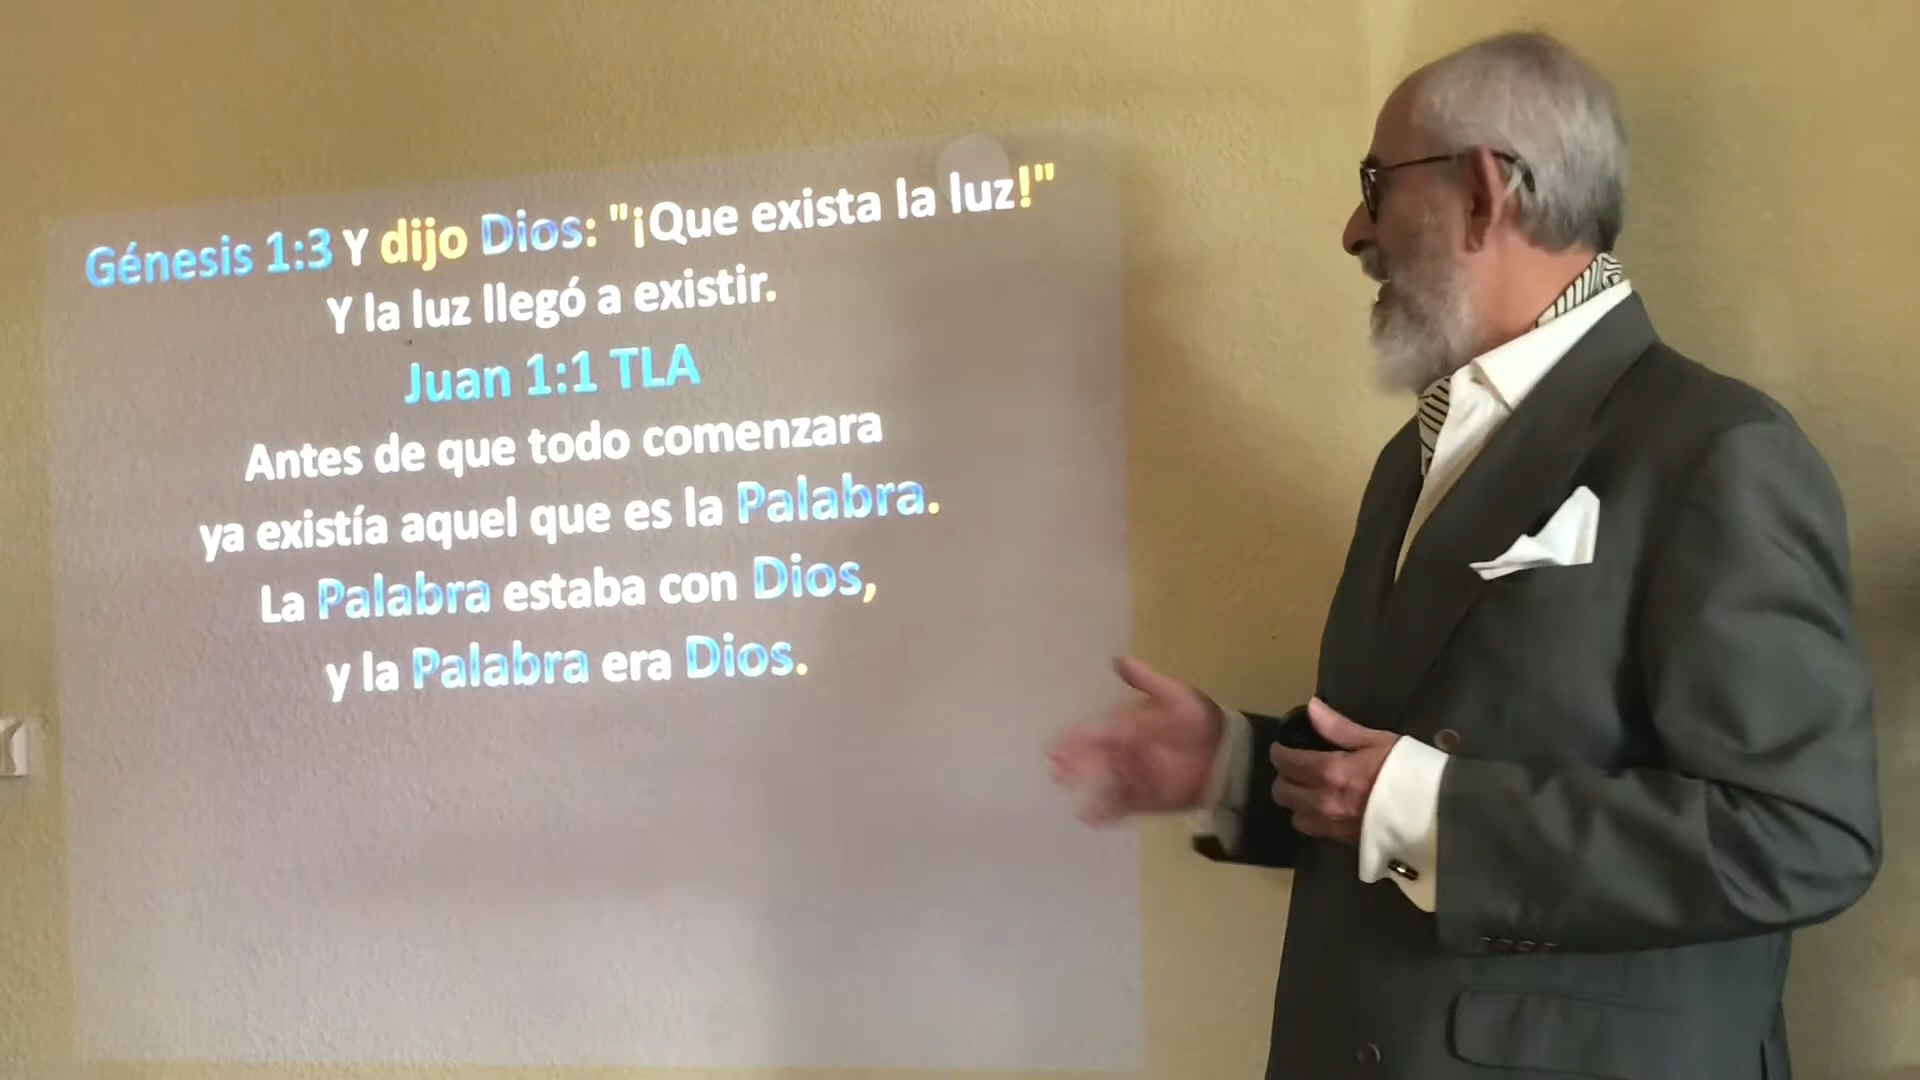 Génesis 1:3 Y dijo Dios: "¡Que exista la luz!"
Y la luz llegó a existir.
Juan 1:1 TLA
Antes de que todo comenzara
ya existía aquel que es la Palabra.
La Palabra estaba con Dios,
y la Palabra era Dios.